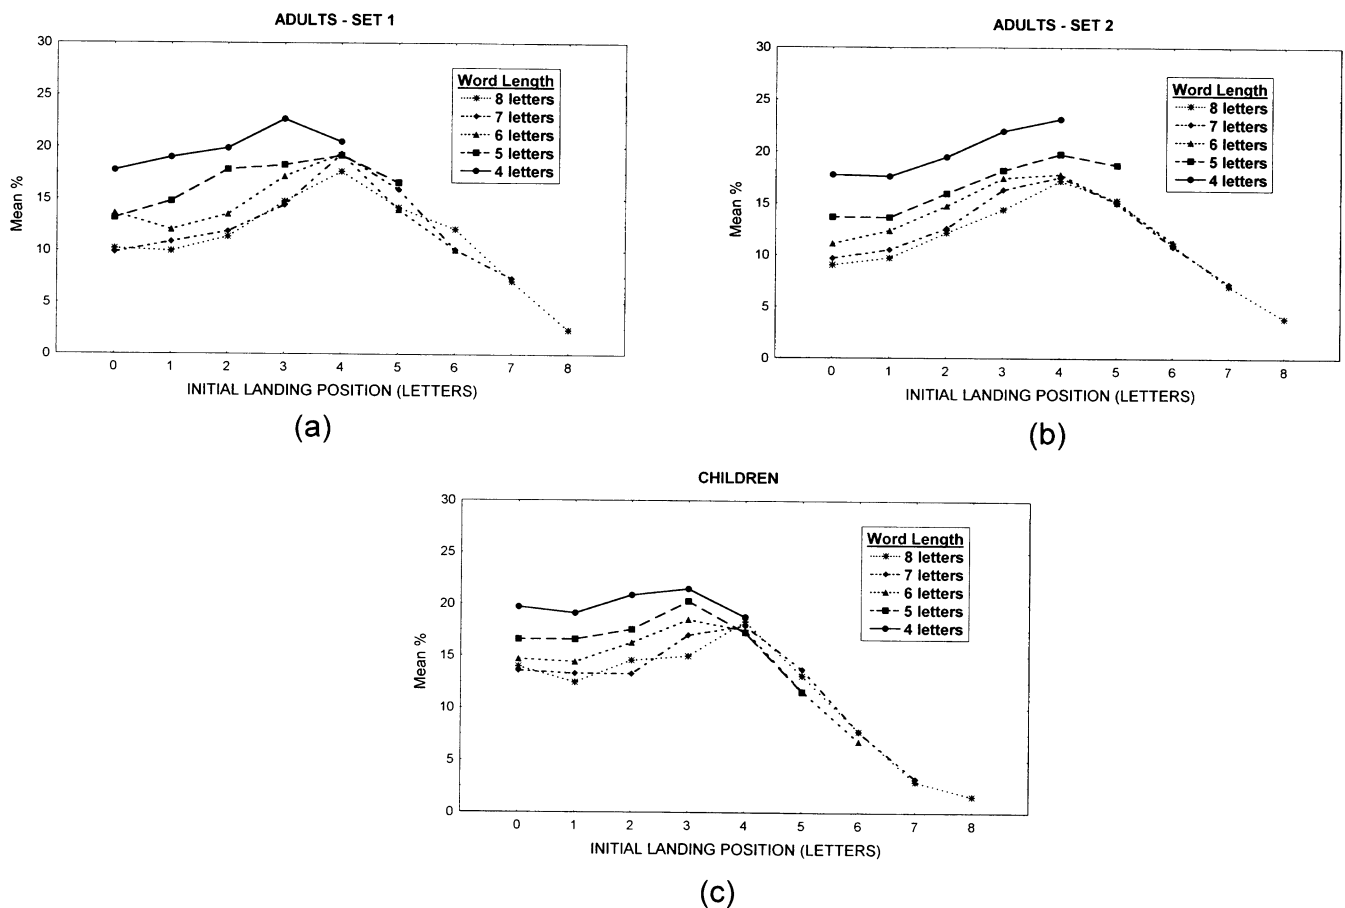 ADULTS - SET 1
30
25
20
15
10
5
0
Mean %
Word Length
8 letters
7 letters
6 letters
5 letters
4 letters
0 1 2 3 4 5 6 7 8
INITIAL LANDING POSITION (LETTERS)
(a)
ADULTS - SET 2
30
25
20
15
10
5
0
Mean %
Word Length
8 letters
7 letters
6 letters
5 letters
4 letters
0 1 2 3 4 5 6 7 8
INITIAL LANDING POSITION (LETTERS)
(b)
CHILDREN
30
25
20
15
10
5
0
Mean %
Word Length
8 letters
7 letters
6 letters
5 letters
4 letters
0 1 2 3 4 5 6 7 8
INITIAL LANDING POSITION (LETTERS)
(c)